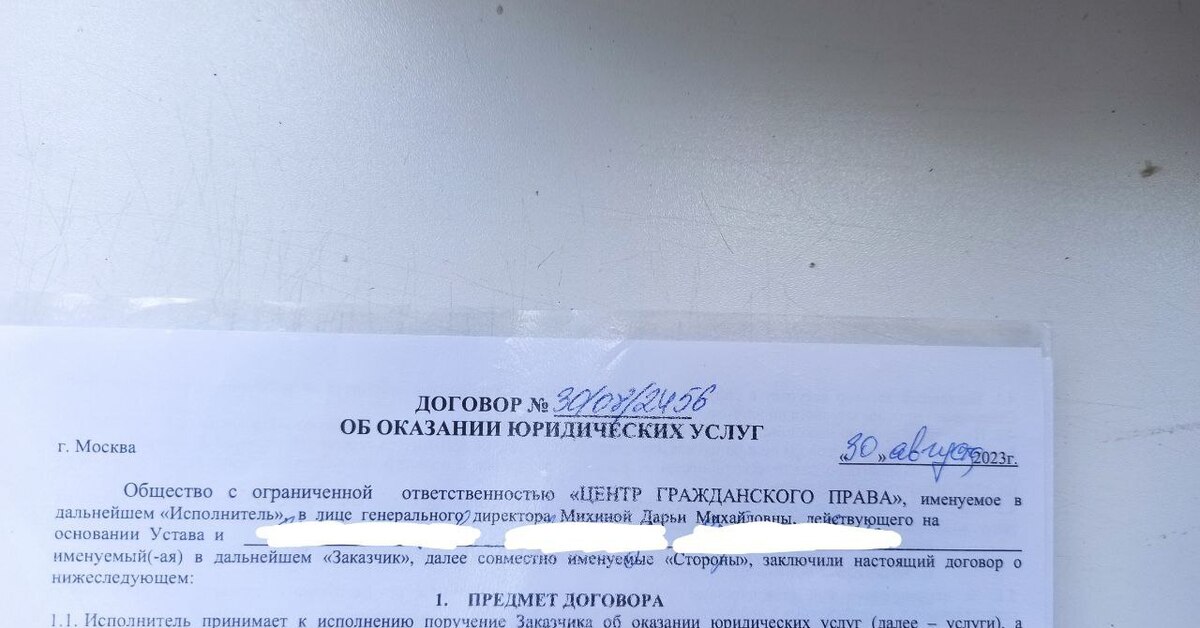 ДОГОВОР № 30/08/2456
ОБ ОКАЗАНИИ ЮРИДИЧЕСКИХ УСЛУГ
г. Москва
«30» августа 2023г.
Общество с ограниченной ответственностью «ЦЕНТР ГРАЖДАНСКОГО ПРАВА», именуемое в
дальнейшем «Исполнитель», в лице генерального директора Михиной Дарьи Михайловны, действующего на
основании Устава и
именуемый(-ая) в дальнейшем «Заказчик», далее совместно именуемые «Стороны», заключили настоящий договор о
нижеследующем:
1. ПРЕДМЕТ ДОГОВОРА
1.1. Исполнитель принимает к исполнению поручение Заказчика об оказании юридических услуг (далее – услуги), а